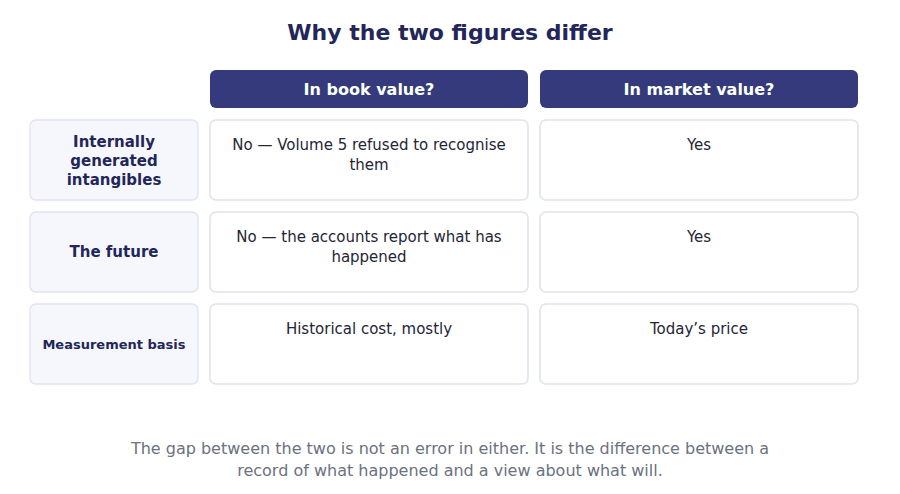 Why the two figures differ
In book value?
In market value?
Internally
generated
intangibles
No — Volume 5 refused to recognise
them
Yes
The future
No — the accounts report what has
happened
Yes
Measurement basis
Historical cost, mostly
Today’s price
The gap between the two is not an error in either. It is the difference between a
record of what happened and a view about what will.